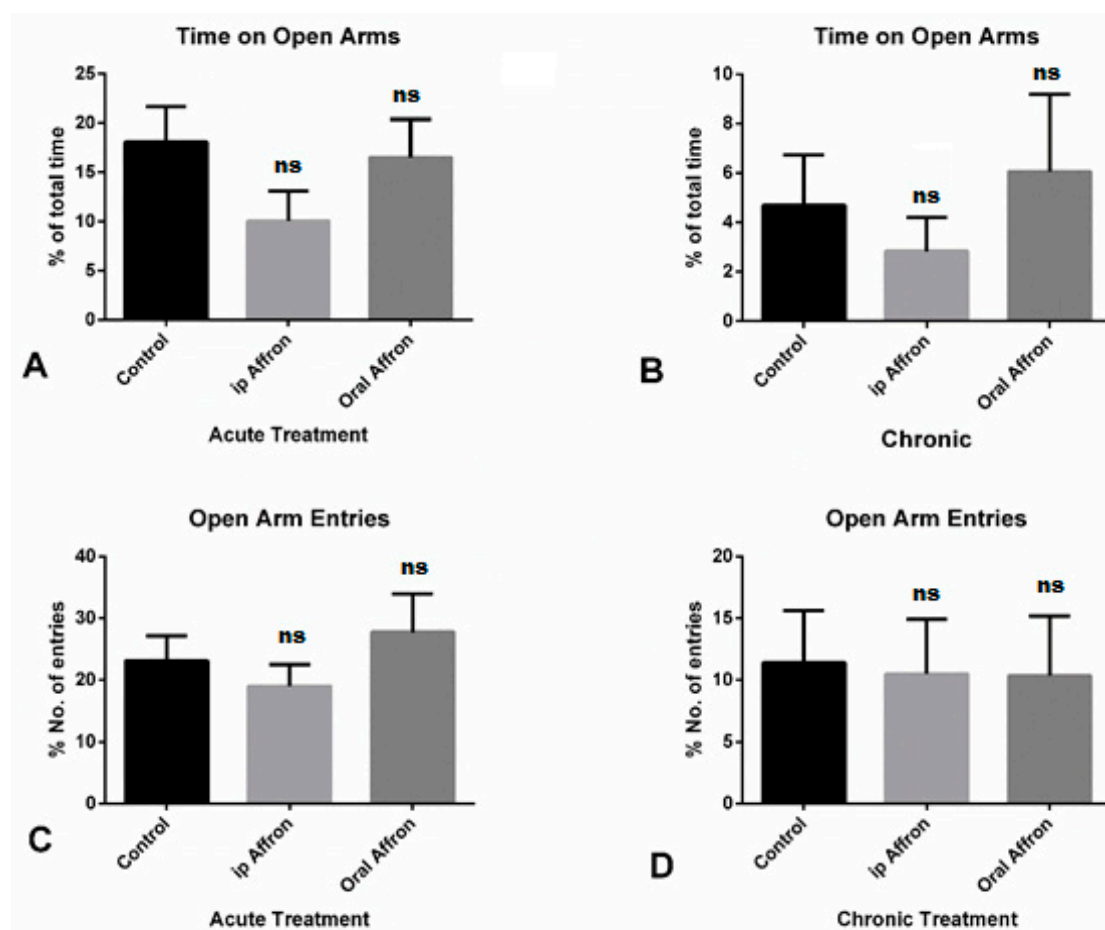 Time on Open Arms
% of total time
25
20
15
10
5
0
ns
ns
Control
ip Affron
Oral Affron
A
Acute Treatment
Time on Open Arms
% of total time
10
8
6
4
2
0
ns
ns
Control
ip Affron
Oral Affron
B
Chronic
Open Arm Entries
% No. of entries
40
30
20
10
0
ns
ns
Control
ip Affron
Oral Affron
C
Acute Treatment
Open Arm Entries
% No. of entries
20
15
10
5
0
ns
ns
Control
ip Affron
Oral Affron
D
Chronic Treatment